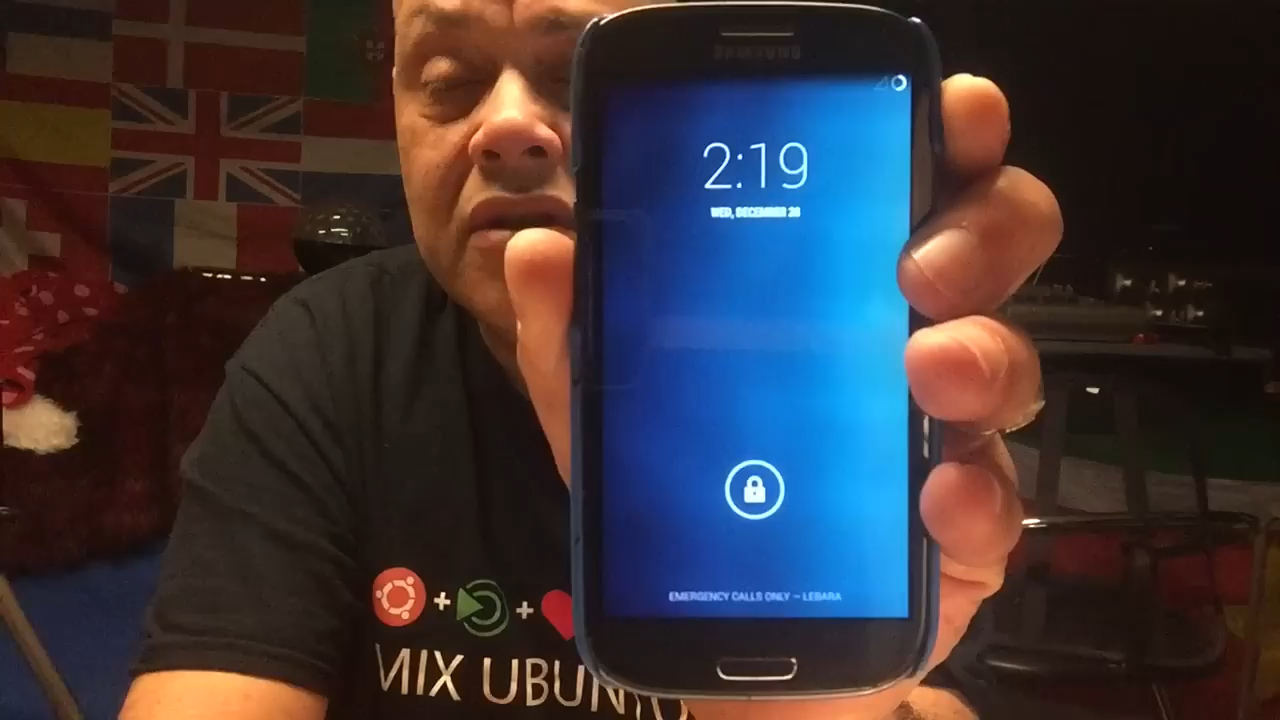 SAMSUNG
2:19
WED, DECEMBER 28
EMERGENCY CALLS ONLY – LEBARA
MIX UBUNTU